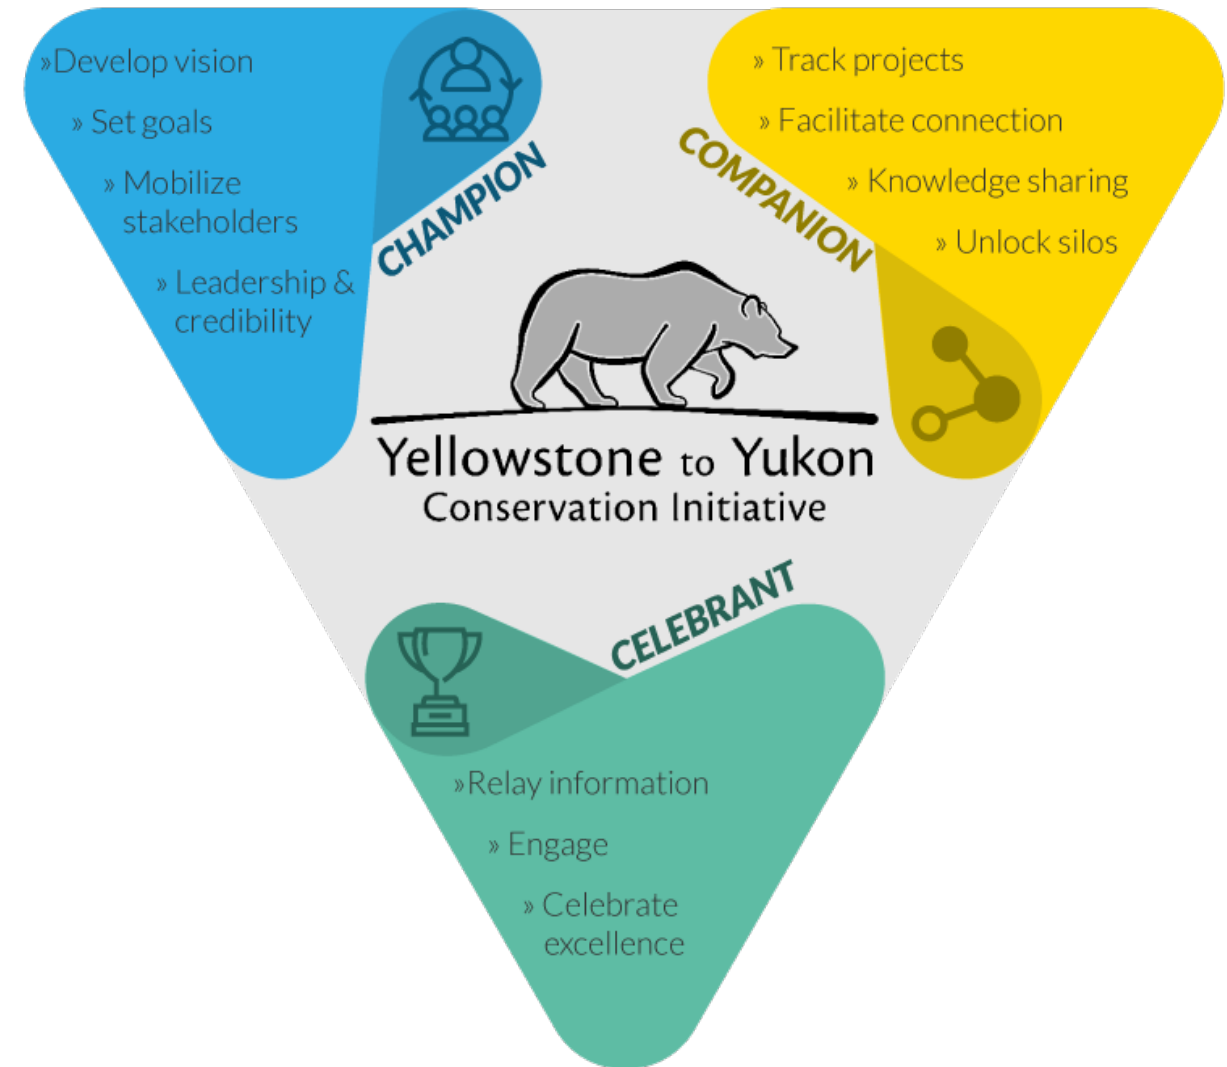 »Develop vision
» Set goals
» Mobilize
stakeholders
» Leadership &
credibility
CHAMPION
» Track projects
» Facilitate connection
» Knowledge sharing
» Unlock silos
COMPANION
Yellowstone to Yukon
Conservation Initiative
CELEBRANT
»Relay information
» Engage
» Celebrate
excellence